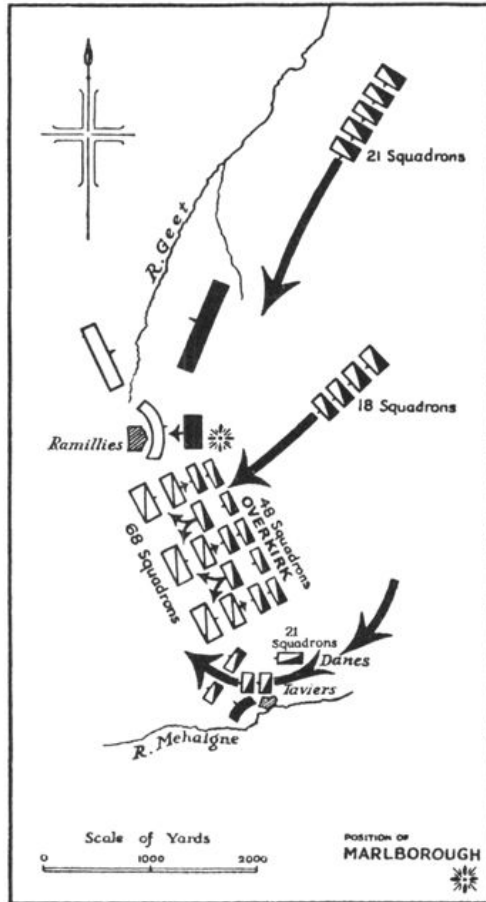 21 Squadrons
R. Geet
18 Squadrons
Ramillies
68 Squadrons
48 Squadrons
OVERKIRK
21
Squadrons
Danes
Taviers
R. Mehaigne
Scale of Yards
0 1000 2000
POSITION OF
MARLBOROUGH